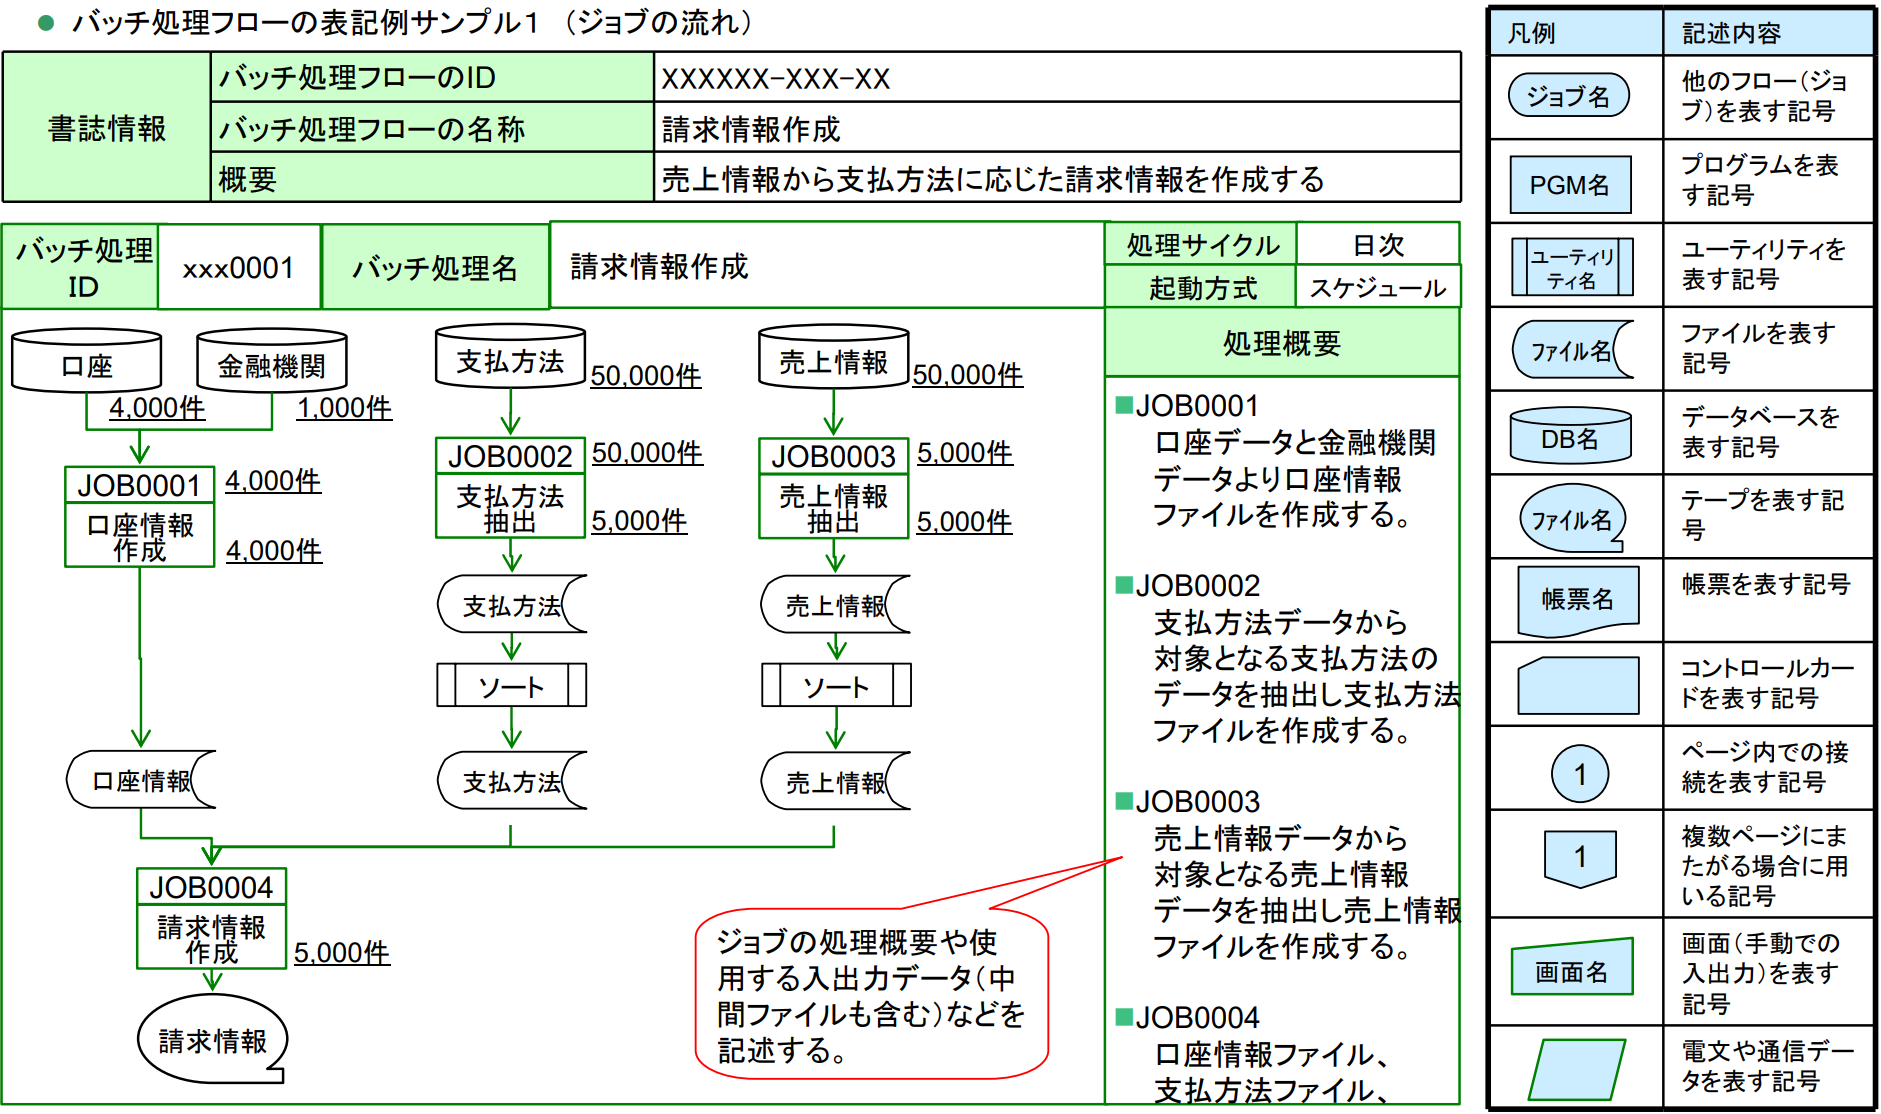 ● バッチ処理フローの表記例サンプル１　（ジョブの流れ）
書誌情報
バッチ処理フローのID
XXXXXX-XXX-XX
バッチ処理フローの名称
請求情報作成
概要
売上情報から支払方法に応じた請求情報を作成する
バッチ処理
ID
xxx0001
バッチ処理名
請求情報作成
処理サイクル
日次
起動方式
スケジュール
口座
金融機関
支払方法
売上情報
4,000件
1,000件
50,000件
50,000件
JOB0001
口座情報
作成
4,000件
4,000件
JOB0002
支払方法
抽出
50,000件
5,000件
JOB0003
売上情報
抽出
5,000件
5,000件
支払方法
売上情報
ソート
ソート
口座情報
支払方法
売上情報
JOB0004
請求情報
作成
5,000件
請求情報
処理概要
■JOB0001
口座データと金融機関
データより口座情報
ファイルを作成する。
■JOB0002
支払方法データから
対象となる支払方法の
データを抽出し支払方法
ファイルを作成する。
■JOB0003
売上情報データから
対象となる売上情報
データを抽出し売上情報
ファイルを作成する。
■JOB0004
口座情報ファイル、
支払方法ファイル、
ジョブの処理概要や使
用する入出力データ（中
間ファイルも含む）などを
記述する。
凡例
記述内容
ジョブ名
他のフロー（ジョ
ブ）を表す記号
PGM名
プログラムを表
す記号
ユーティリ
ティ名
ユーティリティを
表す記号
ファイル名
ファイルを表す
記号
DB名
データベースを
表す記号
ファイル名
テープを表す記
号
帳票名
帳票を表す記号
コントロールカー
ドを表す記号
1
ページ内での接
続を表す記号
1
複数ページにま
たがる場合に用
いる記号
画面名
画面（手動での
入出力）を表す
記号
電文や通信デー
タを表す記号